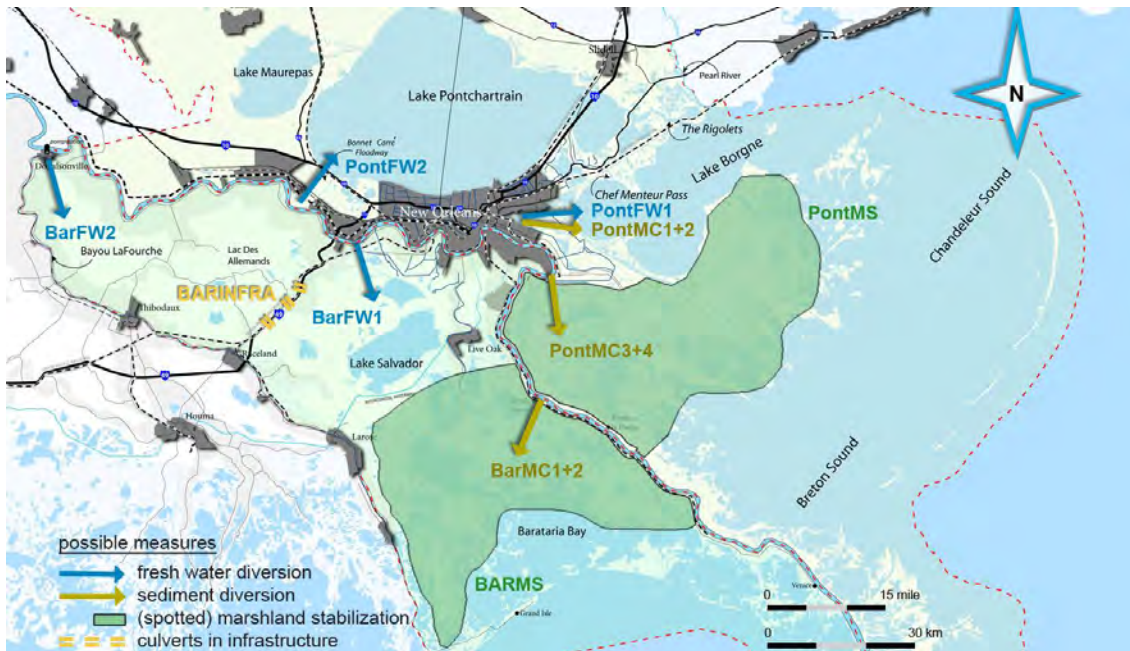 Slidell
Lake Maurepas
Pearl River
Lake Pontchartrain
N
The Rigolets
Bonnet Carré
Floodway
PontFW2
Lake Borgne
Donaldsonville
Chef Menteur Pass
New Orleans
PontFW1
PontMS
Chandeleur Sound
PontMC1+2
BarFW2
Bayou LaFourche
Lac Des
Allemands
BARINFRA
Thibodaux
BarFW1
PontMC3+4
Live Oak
Raceland
Lake Salvador
Houma
Larose
BarMC1+2
Breton Sound
Barataria Bay
possible measures
fresh water diversion
BARMS
Venice
sediment diversion
0 15 mile
Grand Isle
(spotted) marshland stabilization
culverts in infrastructure
0 30 km